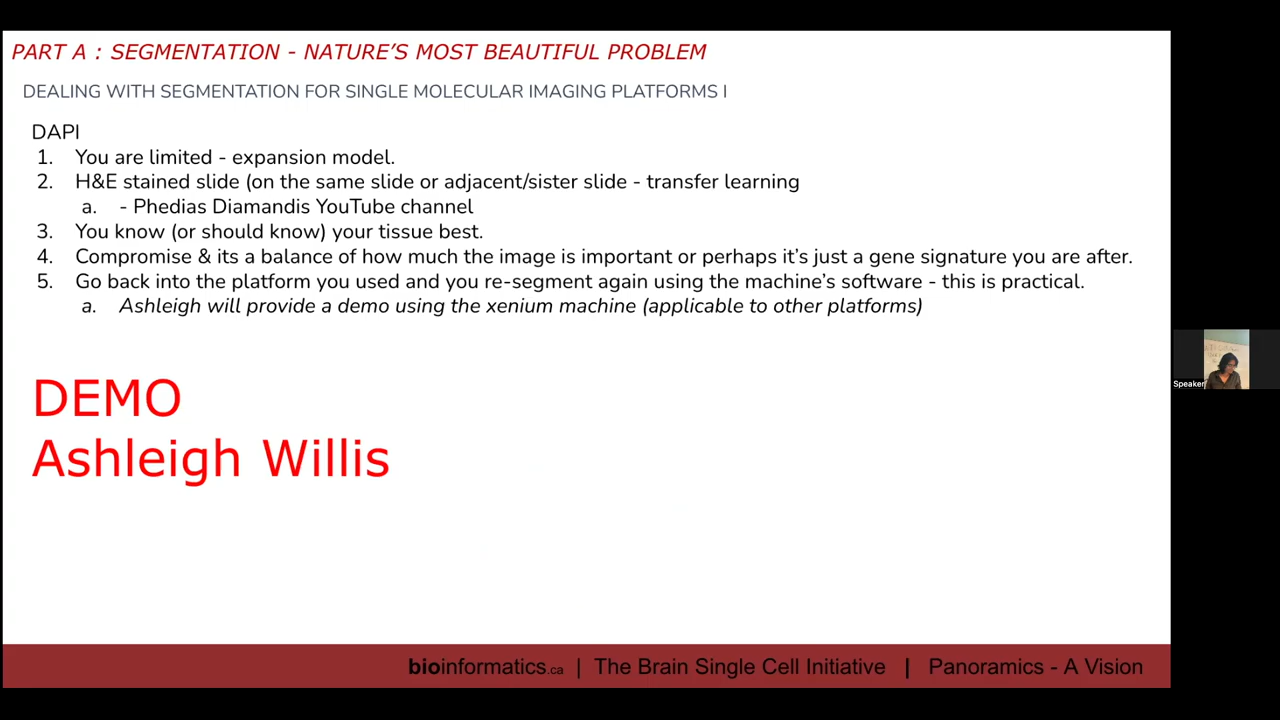 PART A : SEGMENTATION - NATURE'S MOST BEAUTIFUL PROBLEM
DEALING WITH SEGMENTATION FOR SINGLE MOLECULAR IMAGING PLATFORMS I
DAPI
1. You are limited - expansion model.
2. H&E stained slide (on the same slide or adjacent/sister slide - transfer learning
a. - Phedias Diamandis YouTube channel
3. You know (or should know) your tissue best.
4. Compromise & its a balance of how much the image is important or perhaps it's just a gene signature you are after.
5. Go back into the platform you used and you re-segment again using the machine's software - this is practical.
a. Ashleigh will provide a demo using the xenium machine (applicable to other platforms)
DEMO
Ashleigh Willis
Speaker
bioinformatics.ca | The Brain Single Cell Initiative | Panoramics - A Vision